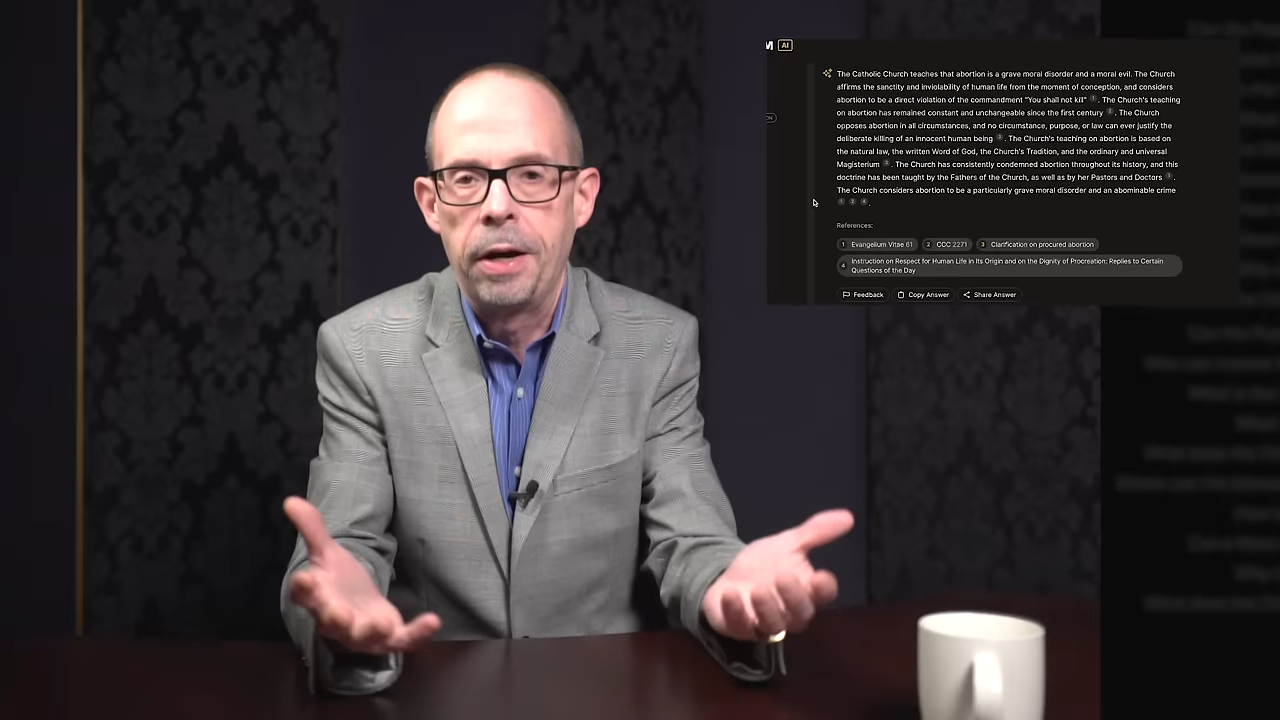 AI
The Catholic Church teaches that abortion is a grave moral disorder and a moral evil. The Church
affirms the sanctity and inviolability of human life from the moment of conception, and considers
abortion to be a direct violation of the commandment "You shall not kill" 1 . The Church's teaching
on abortion has remained constant and unchangeable since the first century 2 . The Church
opposes abortion in all circumstances, and no circumstance, purpose, or law can ever justify the
deliberate killing of an innocent human being 3 . The Church's teaching on abortion is based on
the natural law, the written Word of God, the Church's Tradition, and the ordinary and universal
Magisterium 3 . The Church has consistently condemned abortion throughout its history, and this
doctrine has been taught by the Fathers of the Church, as well as by her Pastors and Doctors 1 .
The Church considers abortion to be a particularly grave moral disorder and an abominable crime
1 2 4 .
References:
1 Evangelium Vitae 61 2 CCC 2271 3 Clarification on procured abortion
4 Instruction on Respect for Human Life in Its Origin and on the Dignity of Procreation: Replies to Certain
Questions of the Day
Feedback Copy Answer Share Answer